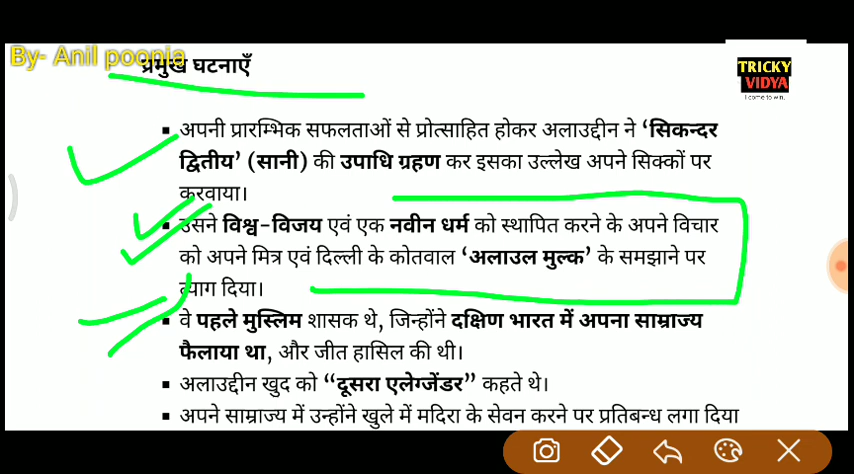 By- Anil poonia
प्रमुख घटनाएँ
TRICKY
VIDYA
I come to win.
▪ अपनी प्रारम्भिक सफलताओं से प्रोत्साहित होकर अलाउद्दीन ने ‘सिकन्दर
द्वितीय’ (सानी) की उपाधि ग्रहण कर इसका उल्लेख अपने सिक्कों पर
करवाया।
▪ उसने विश्व-विजय एवं एक नवीन धर्म को स्थापित करने के अपने विचार
को अपने मित्र एवं दिल्ली के कोतवाल ‘अलाउल मुल्क’ के समझाने पर
त्याग दिया।
▪ वे पहले मुस्लिम शासक थे, जिन्होंने दक्षिण भारत में अपना साम्राज्य
फैलाया था, और जीत हासिल की थी।
▪ अलाउद्दीन खुद को “दूसरा एलेग्जेंडर” कहते थे।
▪ अपने साम्राज्य में उन्होंने खुले में मदिरा के सेवन करने पर प्रतिबन्ध लगा दिया